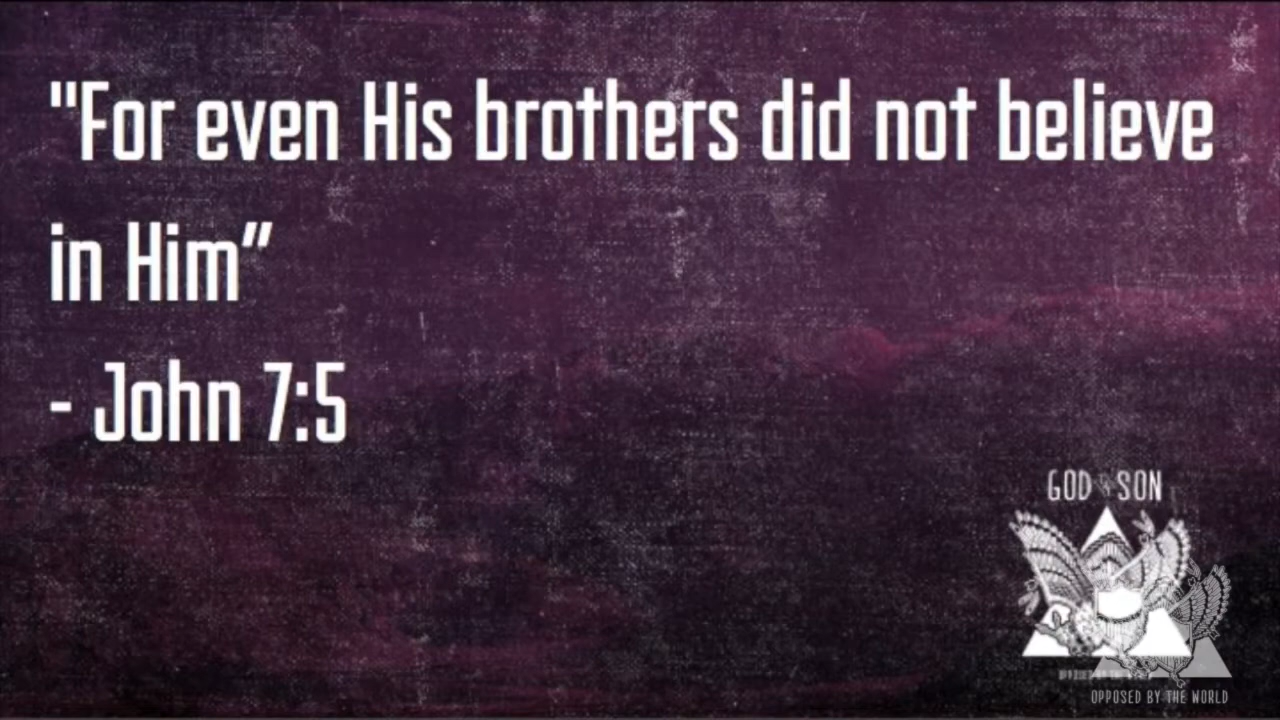 "For even His brothers did not believe
in Him”
- John 7:5
GOD & SON
OPPOSED BY THE WORLD